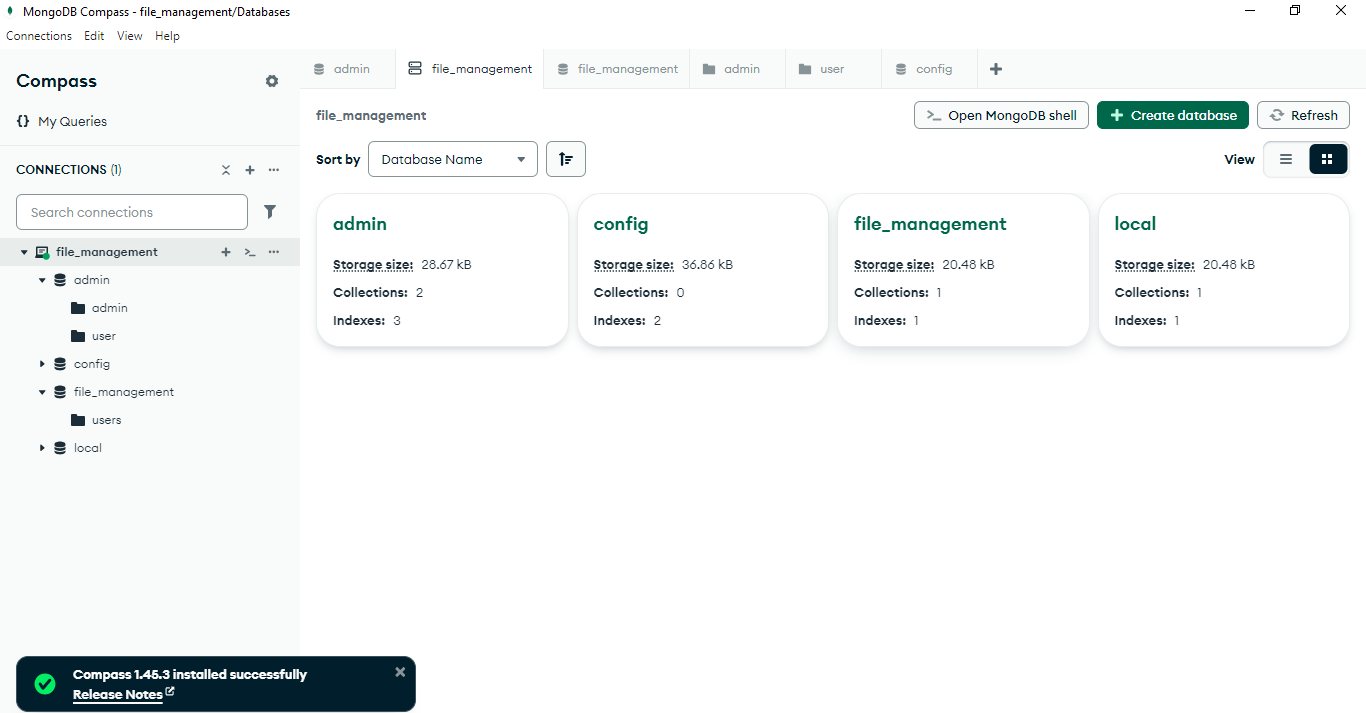 MongoDB Compass - file_management/Databases
Connections Edit View Help
Compass
My Queries
CONNECTIONS (1)
Search connections
file_management
admin
admin
user
config
file_management
users
local
admin file_management file_management admin user config
file_management
Open MongoDB shell Create database Refresh
Sort by Database Name View
admin
Storage size: 28.67 kB
Collections: 2
Indexes: 3
config
Storage size: 36.86 kB
Collections: 0
Indexes: 2
file_management
Storage size: 20.48 kB
Collections: 1
Indexes: 1
local
Storage size: 20.48 kB
Collections: 1
Indexes: 1
Compass 1.45.3 installed successfully
Release Notes